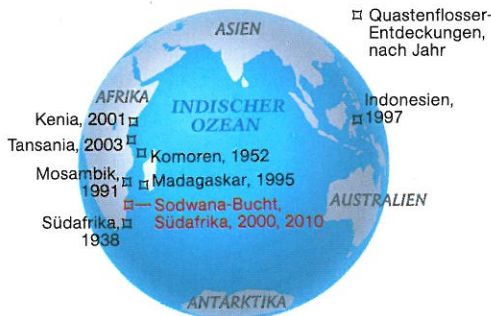 Quastenflosser-
Entdeckungen,
nach Jahr
ASIEN
AFRIKA
INDISCHER
OZEAN
Indonesien,
1997
Kenia, 2001
Tansania, 2003
Komoren, 1952
Mosambik,
1991
Madagaskar, 1995
AUSTRALIEN
Sodwana-Bucht,
Südafrika, 2000, 2010
Südafrika,
1938
ANTARKTIKA